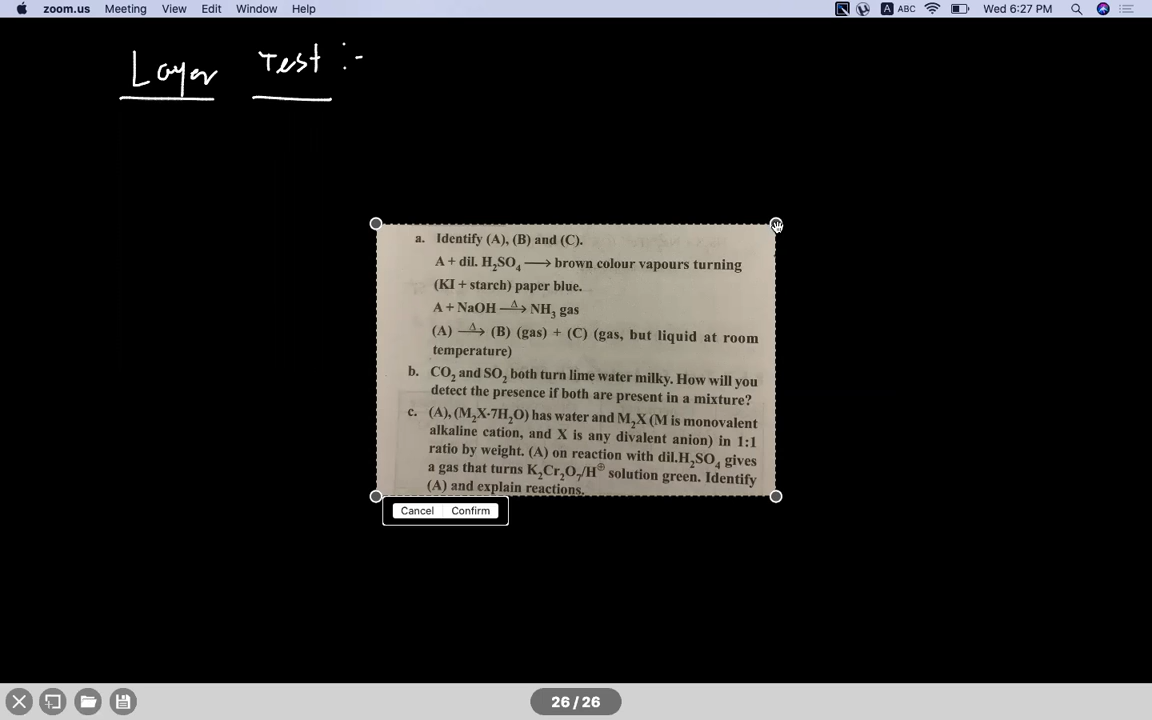 zoom.us Meeting View Edit Window Help A ABC Wed 6:27 PM
Layer Test :-
a. Identify (A), (B) and (C).
A + dil. H₂SO₄ ⟶ brown colour vapours turning
(KI + starch) paper blue.
A + NaOH —Δ→ NH₃ gas
(A) —Δ→ (B) (gas) + (C) (gas, but liquid at room
temperature)
b. CO₂ and SO₂ both turn lime water milky. How will you
detect the presence if both are present in a mixture?
c. (A), (M₂X·7H₂O) has water and M₂X (M is monovalent
alkaline cation, and X is any divalent anion) in 1:1
ratio by weight. (A) on reaction with dil.H₂SO₄ gives
a gas that turns K₂Cr₂O₇/H⊕ solution green. Identify
(A) and explain reactions.
Cancel Confirm
26 / 26